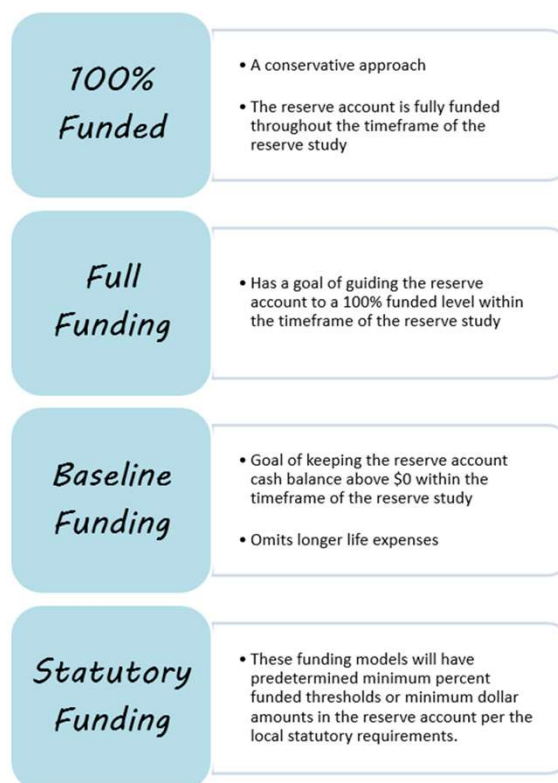 100%
Funded
• A conservative approach
• The reserve account is fully funded
throughout the timeframe of the
reserve study
Full
Funding
• Has a goal of guiding the reserve
account to a 100% funded level within
the timeframe of the reserve study
Baseline
Funding
• Goal of keeping the reserve account
cash balance above $0 within the
timeframe of the reserve study
• Omits longer life expenses
Statutory
Funding
• These funding models will have
predetermined minimum percent
funded thresholds or minimum dollar
amounts in the reserve account per the
local statutory requirements.